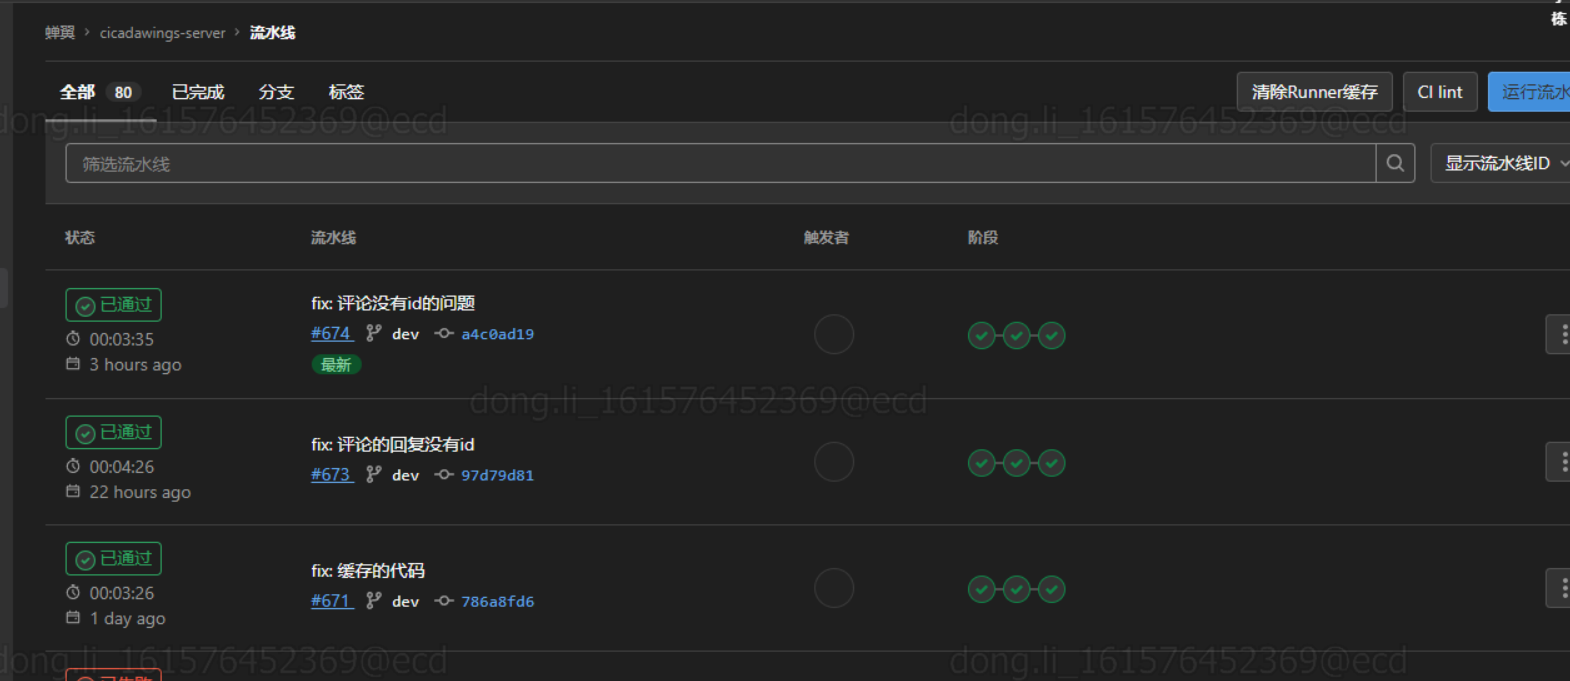 栋
蝉翼 › cicadawings-server › 流水线
全部 80 已完成 分支 标签 清除Runner缓存 CI lint 运行流水
dong.li_161576452369@ecd dong.li_161576452369@ecd
筛选流水线 显示流水线ID
状态 流水线 触发者 阶段
已通过 fix: 评论没有id的问题
00:03:35 #674 dev a4c0ad19
3 hours ago 最新
dong.li_161576452369@ecd
已通过 fix: 评论的回复没有id
00:04:26 #673 dev 97d79d81
22 hours ago
已通过 fix: 缓存的代码
00:03:26 #671 dev 786a8fd6
1 day ago
dong.li_161576452369@ecd dong.li_161576452369@ecd
已失败